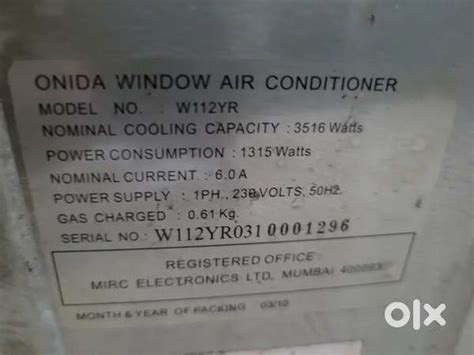 ONIDA WINDOW AIR CONDITIONER
MODEL NO. : W112YR
NOMINAL COOLING CAPACITY : 3516 Watts
POWER CONSUMPTION : 1315 Watts
NOMINAL CURRENT : 6.0 A
POWER SUPPLY : 1PH., 230 VOLTS, 50HZ
GAS CHARGED : 0.61 Kg.
SERIAL NO. : W112YR0310001296
REGISTERED OFFICE :
MIRC ELECTRONICS LTD. MUMBAI 400093
MONTH & YEAR OF PACKING 03/10
olx